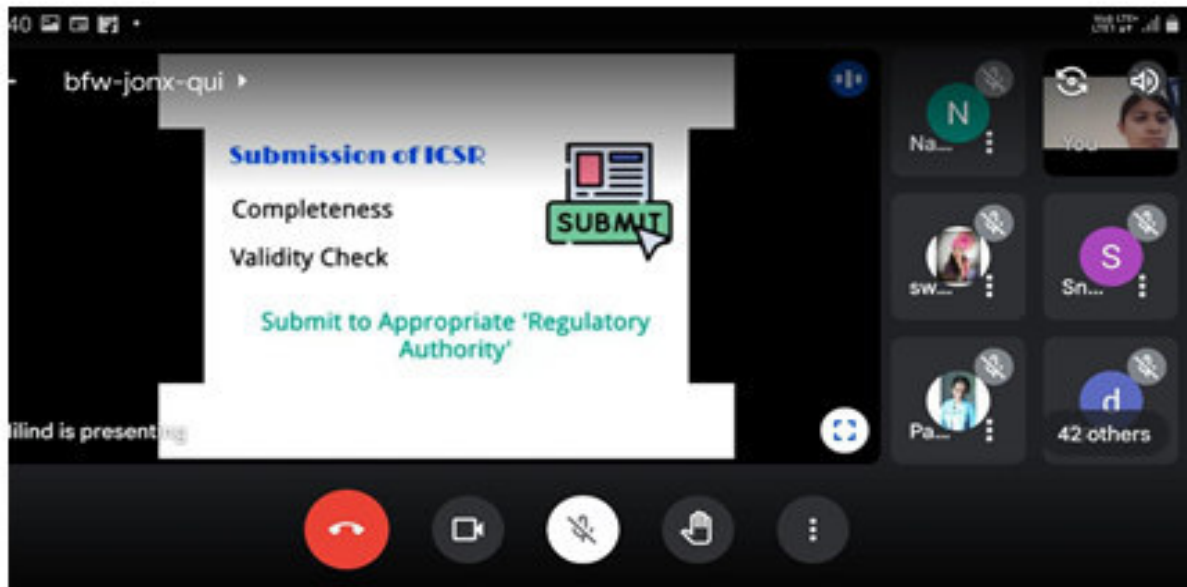 40
bfw-jonx-qui
Submission of ICSR
SUBMIT
Completeness
Validity Check
Submit to Appropriate 'Regulatory
Authority'
ilind is presenting
N
Na...
You
sw...
S
Sn...
Pa...
d
42 others